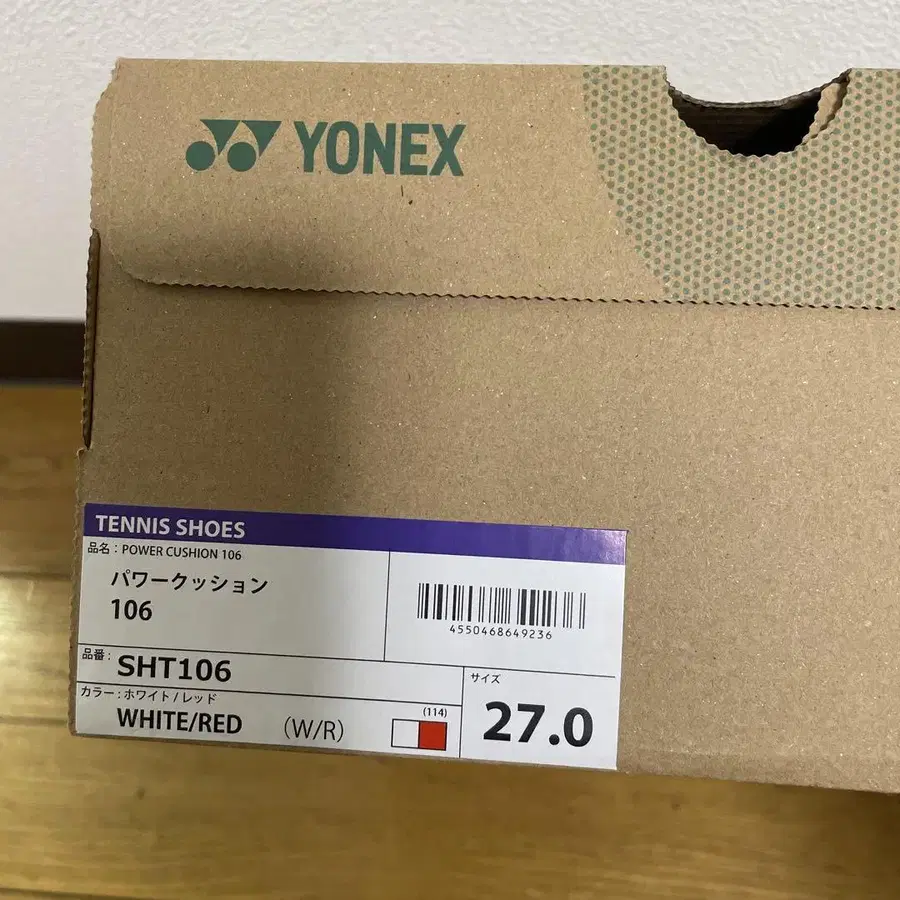 YONEX
TENNIS SHOES
品名：POWER CUSHION 106
パワークッション
106
4550468649236
品番：
SHT106
カラー：ホワイト/レッド
WHITE/RED (W/R)
(114)
サイズ
27.0